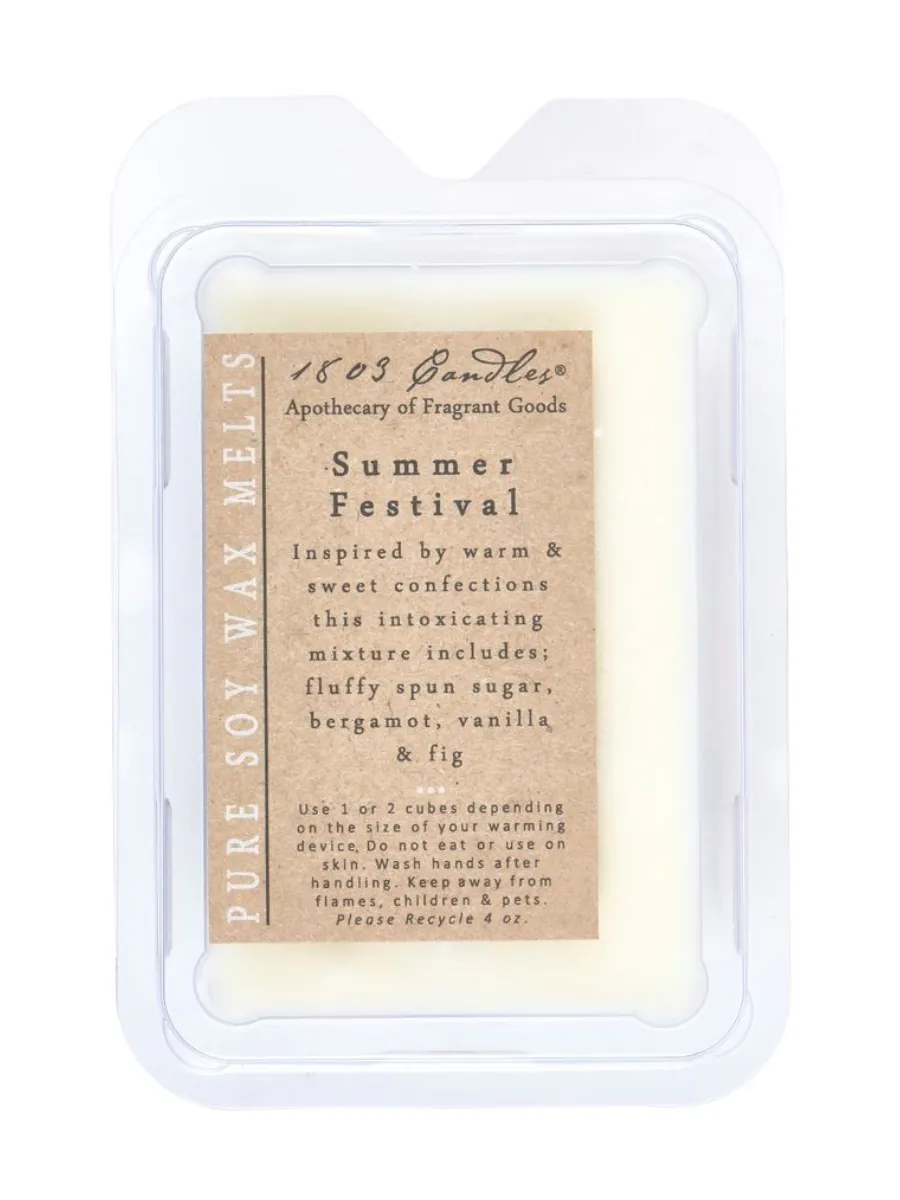 PURE SOY WAX MELTS
1803 Candles®
Apothecary of Fragrant Goods
Summer
Festival
Inspired by warm &
sweet confections
this intoxicating
mixture includes;
fluffy spun sugar,
bergamot, vanilla
& fig
Use 1 or 2 cubes depending
on the size of your warming
device. Do not eat or use on
skin. Wash hands after
handling. Keep away from
flames, children & pets.
Please Recycle 4 oz.